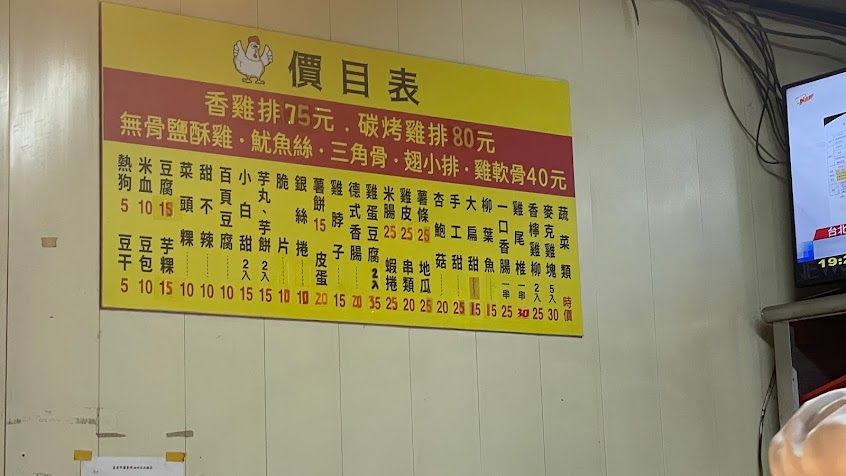 價目表
香雞排75元．碳烤雞排80元
無骨鹽酥雞．魷魚絲．三角骨．翅小排．雞軟骨40元
熱狗 5 豆干 5
米血 10 豆包 10
豆腐 15 芋粿 15
菜頭粿 10
甜不辣 10
百頁豆腐 10
小白甜 2入 15
芋丸、芋餅 2入 15
脆片 10
銀絲捲 10
薯餅 15 皮蛋 20
雞脖子 15
德式香腸 20
雞蛋豆腐 2入 35
米腸 25 蝦捲 25
雞皮 25 串類 20
薯條 25 地瓜 25
杏鮑菇 20
手工甜 25
大扁甜 15
柳葉魚 15
一口香腸 一串 25
雞尾椎 一串 30
香檸雞柳 2入 25
麥克雞塊 5入 30
蔬菜類 時價
台北
19:2